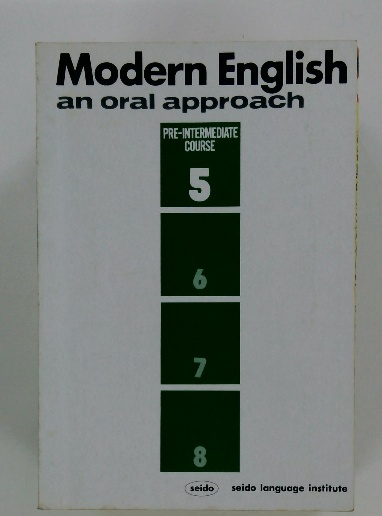 Modern English
an oral approach
PRE-INTERMEDIATE
COURSE
5
6
7
8
seido seido language institute